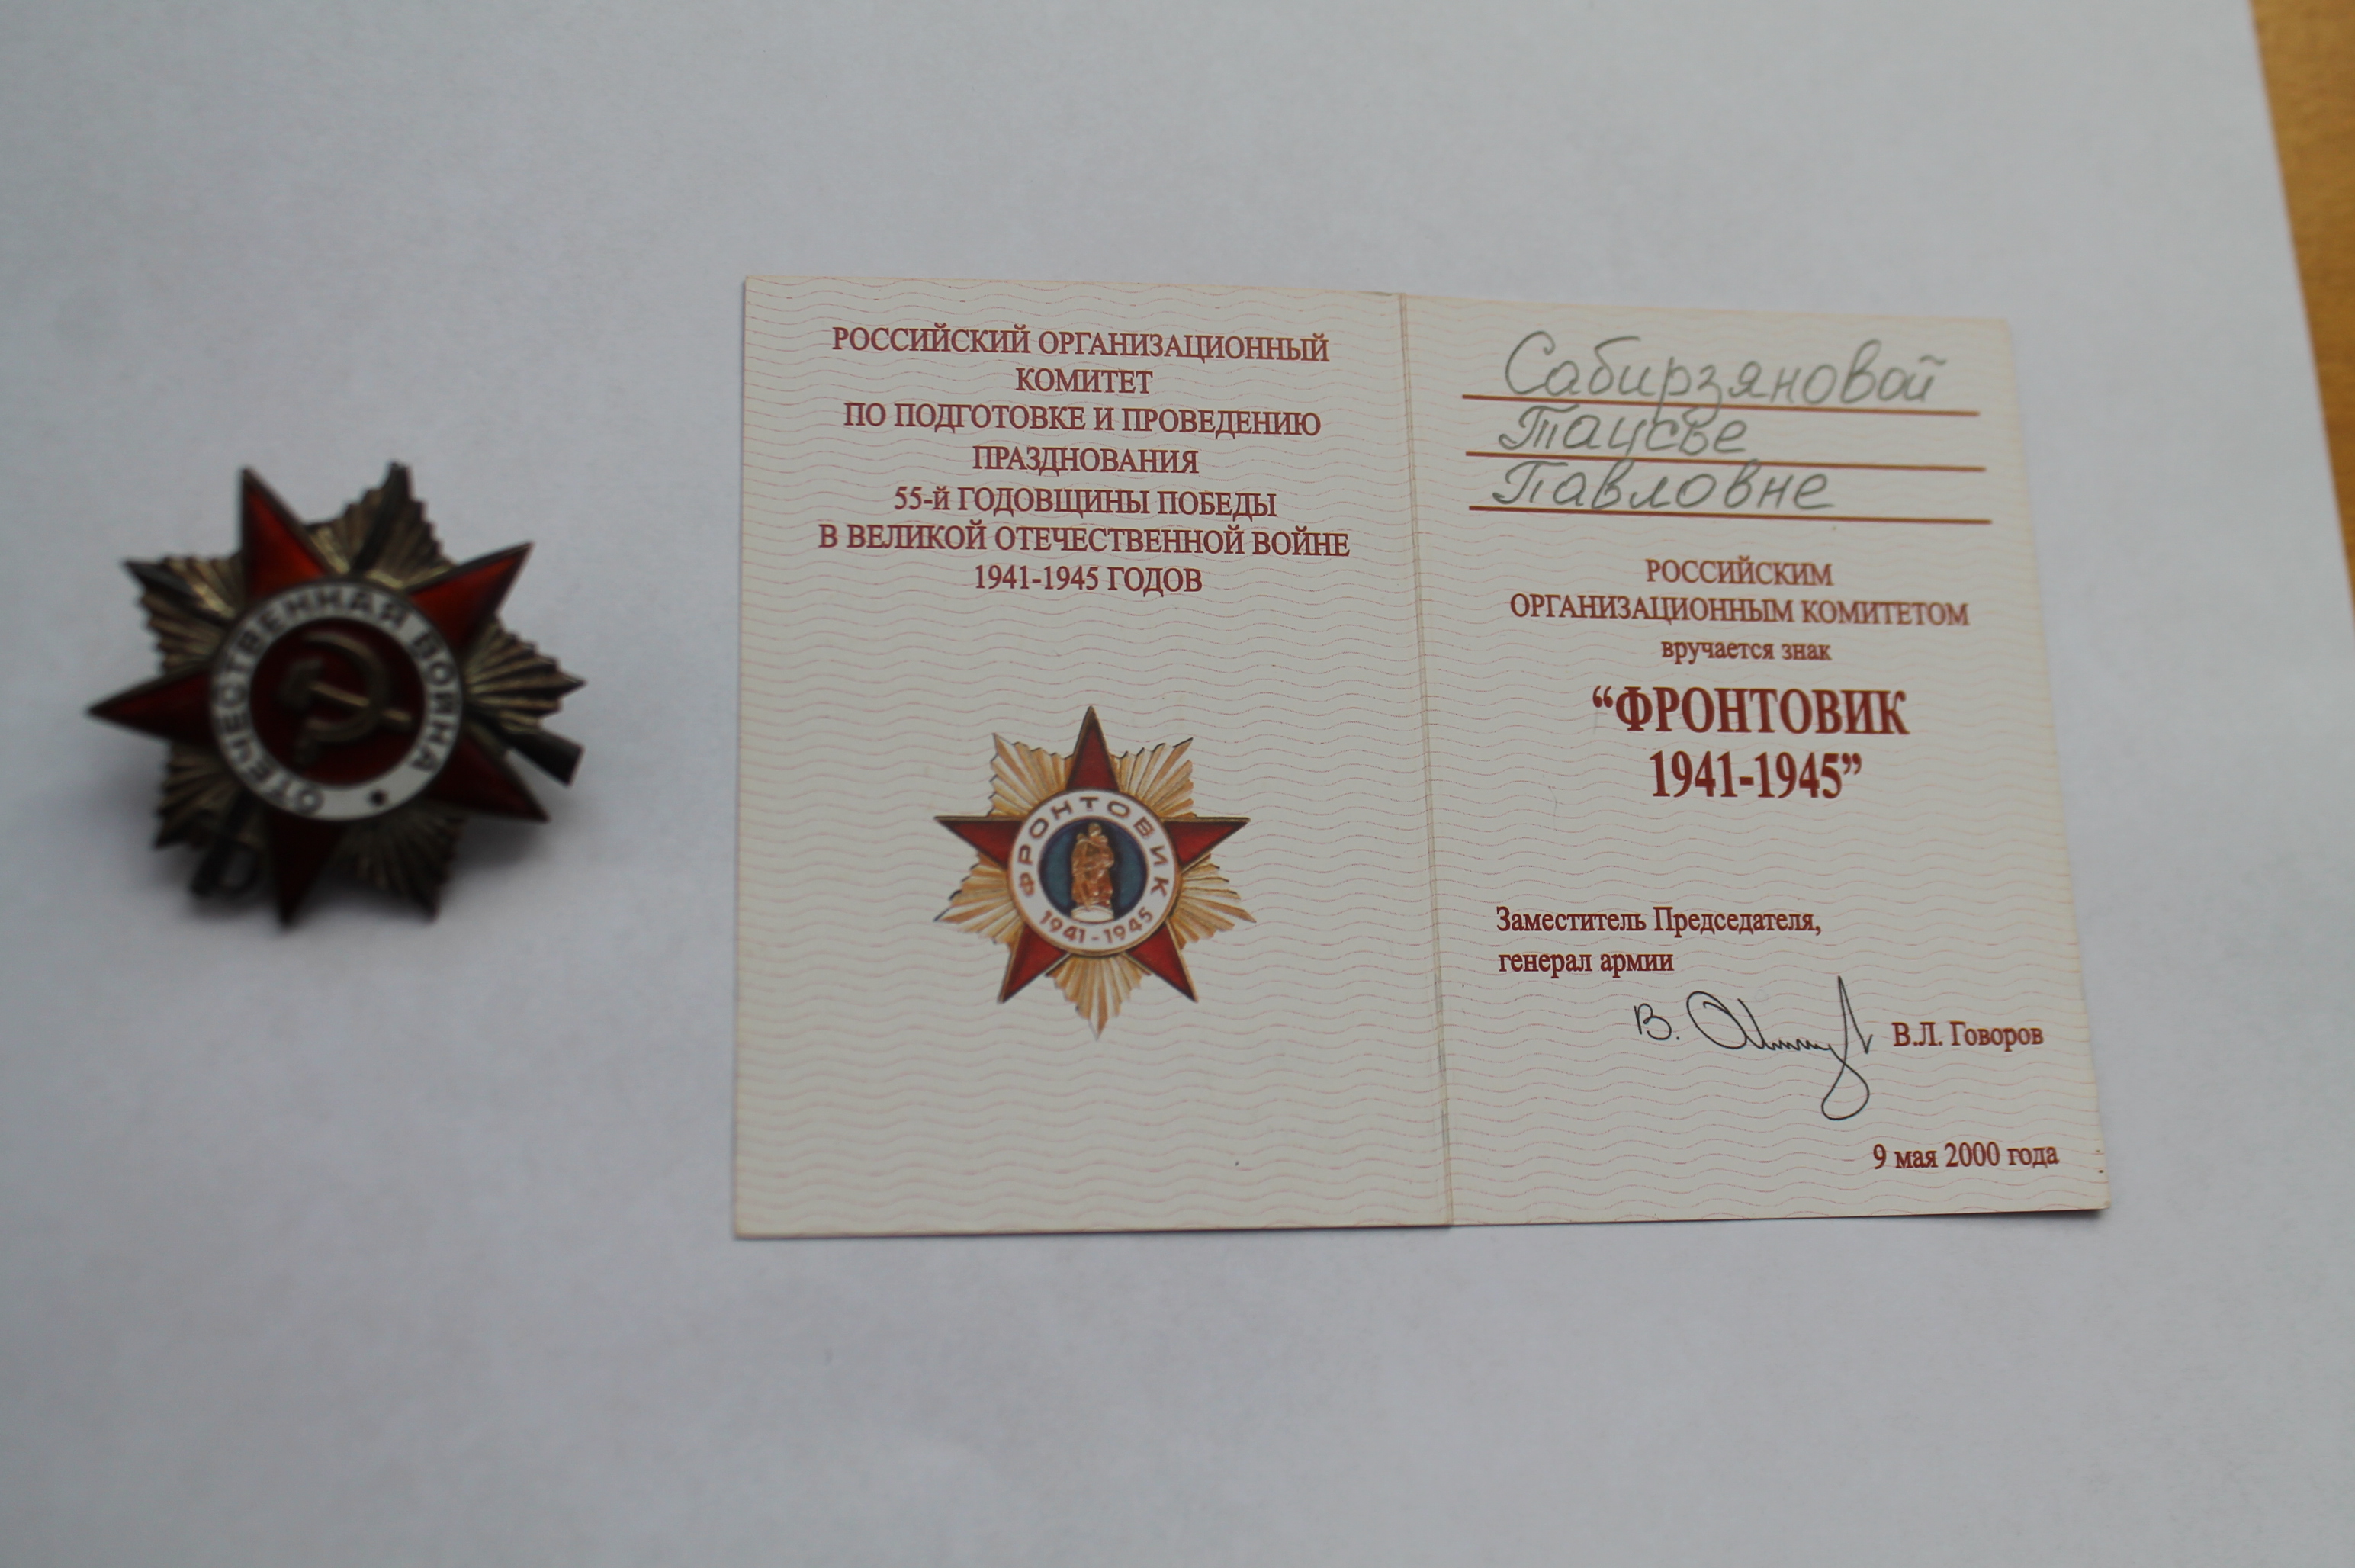 ОТЕЧЕСТВЕННАЯ ВОЙНА
РОССИЙСКИЙ ОРГАНИЗАЦИОННЫЙ
КОМИТЕТ
ПО ПОДГОТОВКЕ И ПРОВЕДЕНИЮ
ПРАЗДНОВАНИЯ
55-й ГОДОВЩИНЫ ПОБЕДЫ
В ВЕЛИКОЙ ОТЕЧЕСТВЕННОЙ ВОЙНЕ
1941-1945 ГОДОВ
ФРОНТОВИК
1941-1945
Сабирзяновой
Таисье
Павловне
РОССИЙСКИМ
ОРГАНИЗАЦИОННЫМ КОМИТЕТОМ
вручается знак
“ФРОНТОВИК
1941-1945”
Заместитель Председателя,
генерал армии
В. Л. Говоров
9 мая 2000 года